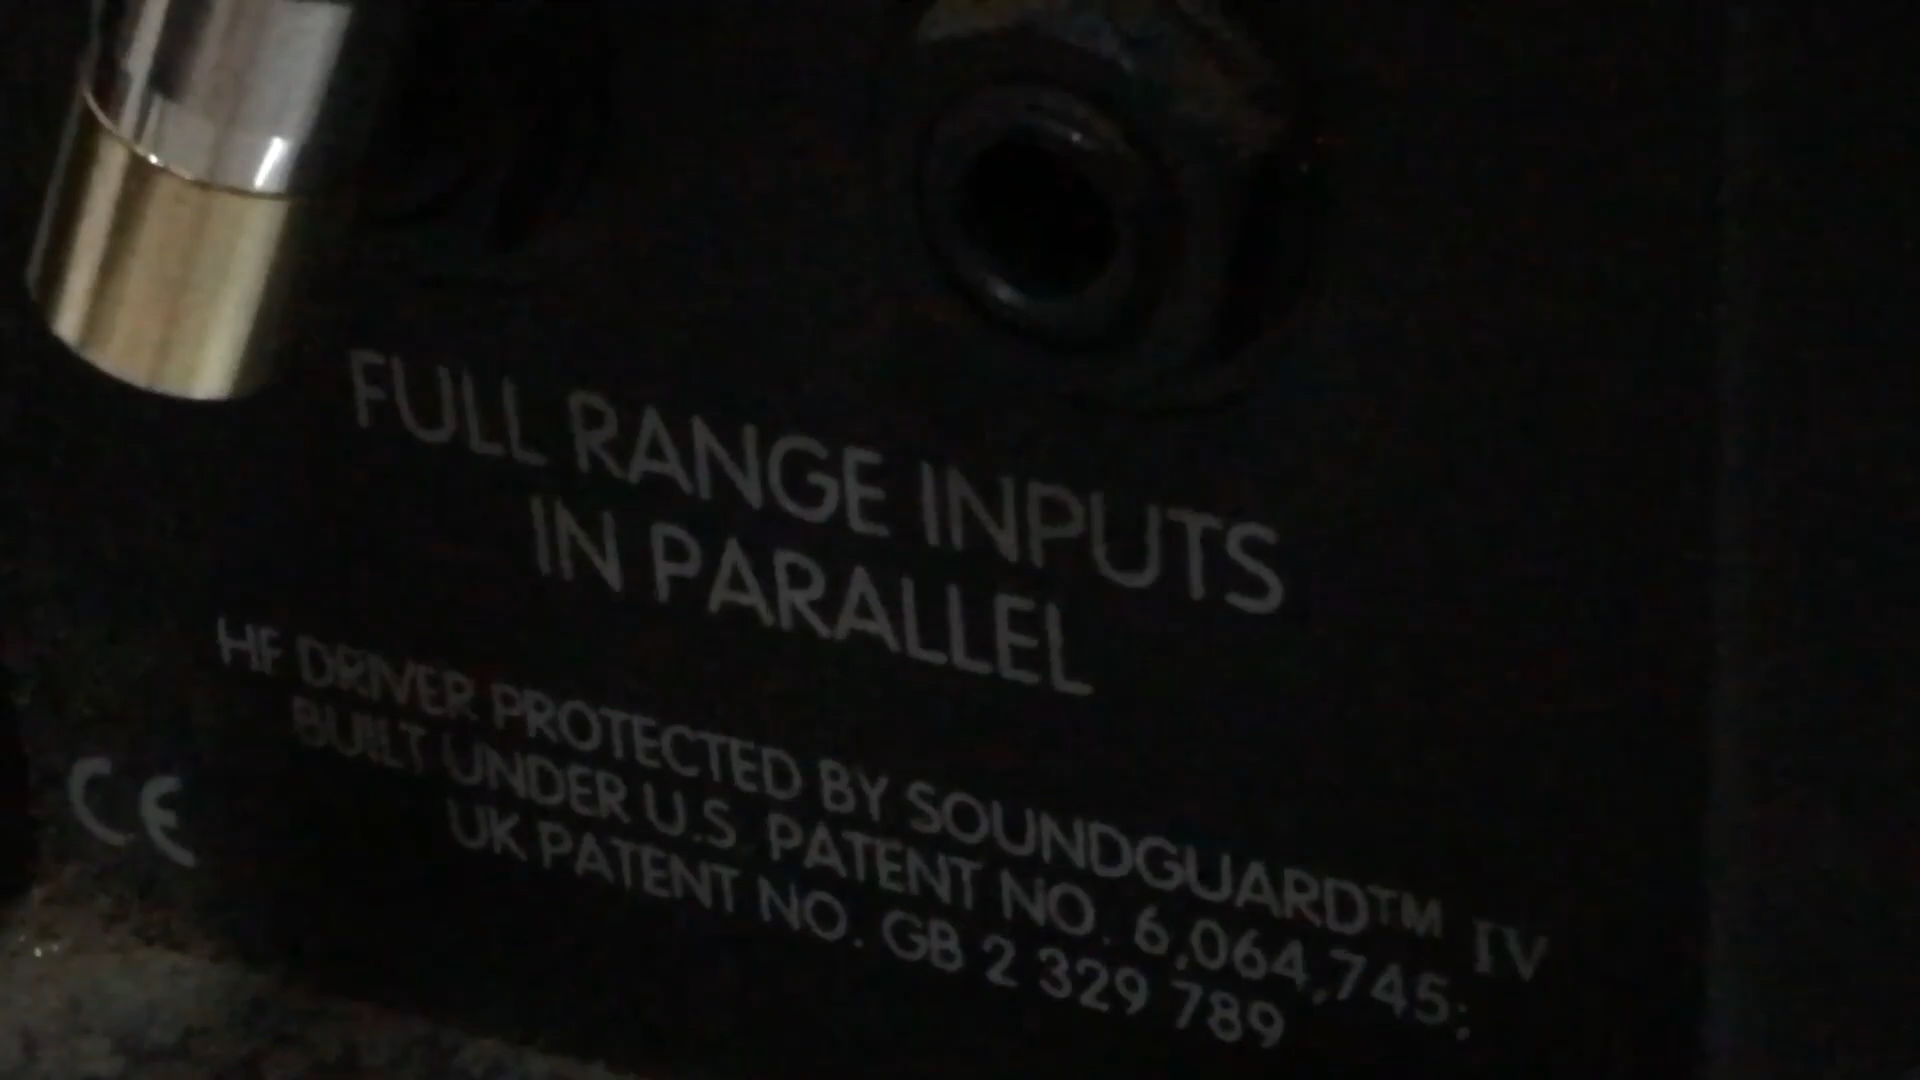 FULL RANGE INPUTS
IN PARALLEL
HF DRIVER PROTECTED BY SOUNDGUARD™ IV
BUILT UNDER U.S. PATENT NO. 6,064,745;
UK PATENT NO. GB 2 329 789
CE